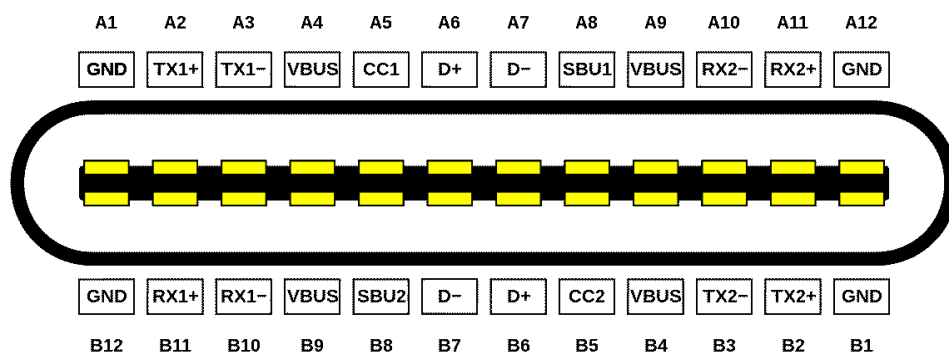 A1 A2 A3 A4 A5 A6 A7 A8 A9 A10 A11 A12
GND TX1+ TX1− VBUS CC1 D+ D− SBU1 VBUS RX2− RX2+ GND
GND RX1+ RX1− VBUS SBU2 D− D+ CC2 VBUS TX2− TX2+ GND
B12 B11 B10 B9 B8 B7 B6 B5 B4 B3 B2 B1